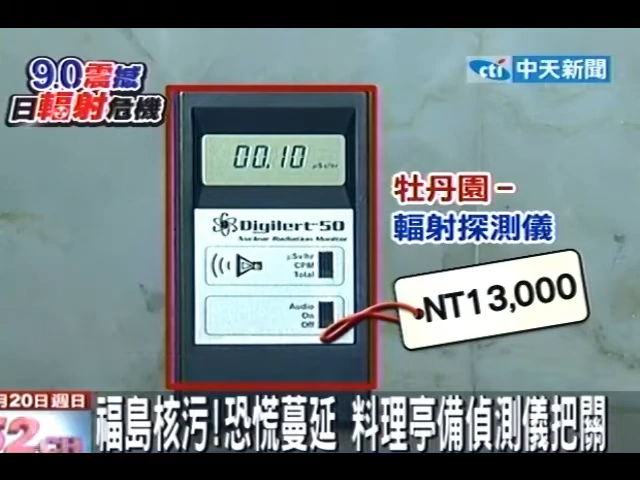 9.0震撼
日輻射危機
cti 中天新聞
00.10 μSv/hr
Digilert-50
Nuclear Radiation Monitor
μSv/hr
CPM
Total
Audio
On
Off
牡丹園-
輻射探測儀
NT13,000
月20日週日
福島核污!恐慌蔓延 料理亭備偵測儀把關